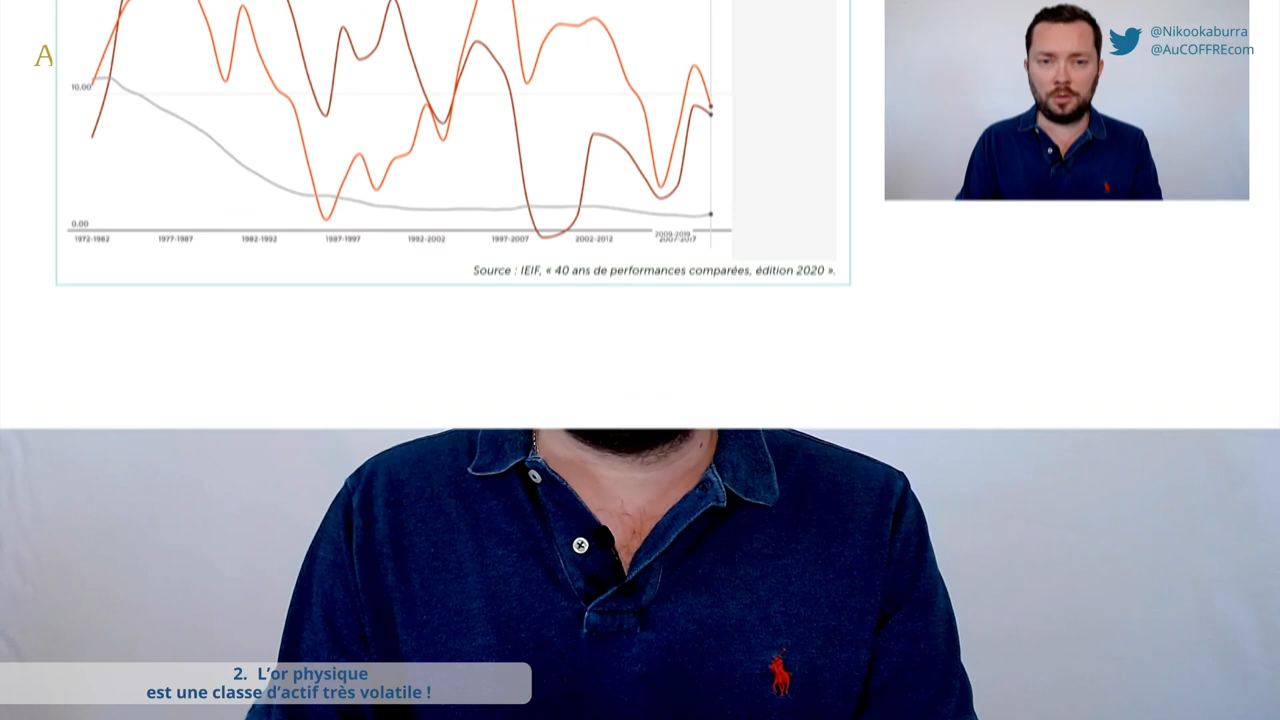 @Nikookaburra
@AuCOFFREcom
A
10.00
0.00
1972-1982
1977-1987
1982-1992
1987-1997
1992-2002
1997-2007
2002-2012
2009-2019
2007-2017
Source : IEIF, « 40 ans de performances comparées, édition 2020 ».
2. L’or physique
est une classe d’actif très volatile !